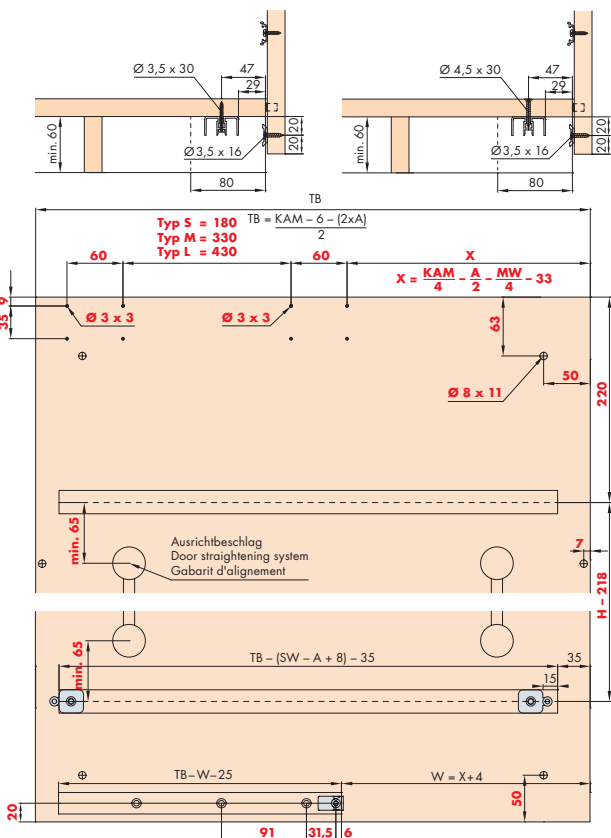 Ø 3,5 x 30
47
29
min. 60
20
20
Ø 3,5 x 16
80
Ø 4,5 x 30
47
29
min. 60
20
20
Ø 3,5 x 16
80
TB
Typ S = 180
Typ M = 330
Typ L = 430
TB = KAM – 6 – (2xA)
2
60
60
X
X = KAM/4 – A/2 – MW/4 – 33
9
35
Ø 3 x 3
Ø 3 x 3
63
50
Ø 8 x 11
220
min. 65
Ausrichtbeschlag
Door straightening system
Gabarit d'alignement
7
H – 218
min. 65
TB – (SW – A + 8) – 35
35
15
TB–W–25
W = X+4
50
20
91
31,5
6